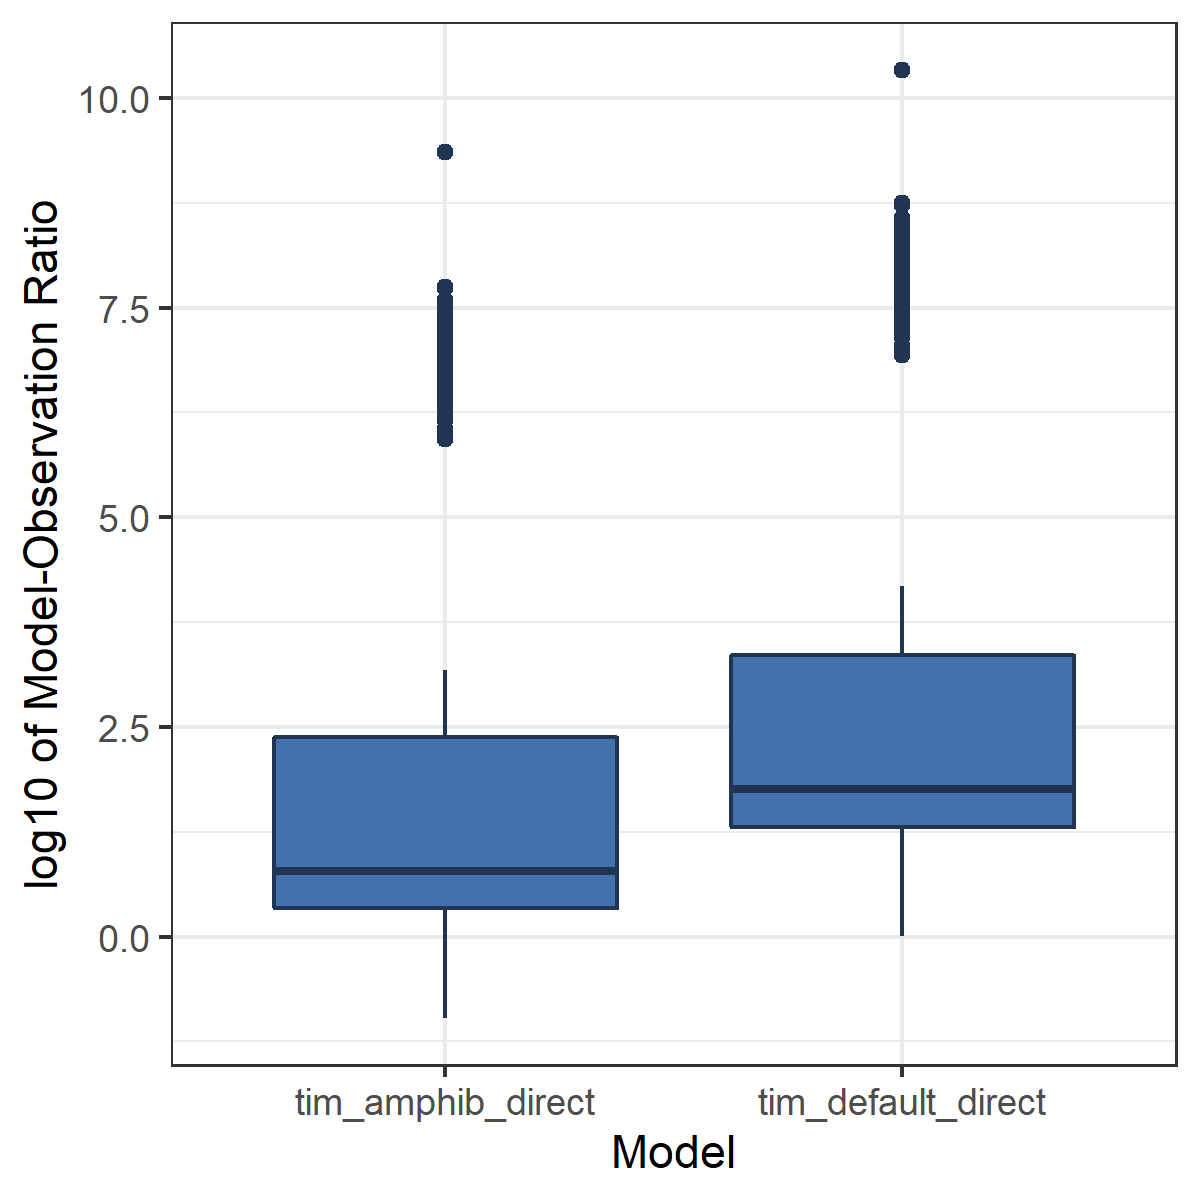 log10 of Model-Observation Ratio
10.0
7.5
5.0
2.5
0.0
tim_amphib_direct
tim_default_direct
Model